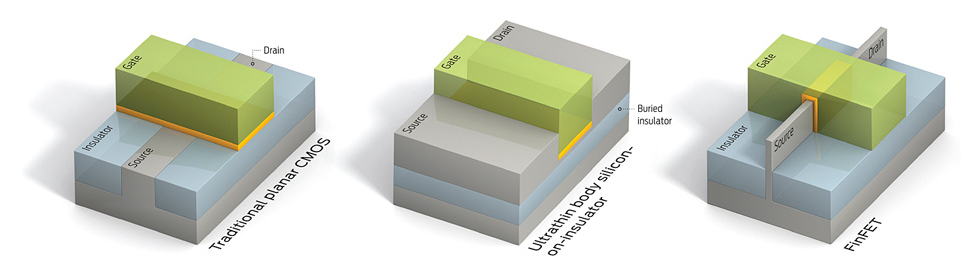 Gate
Drain
Insulator
Source
Traditional planar CMOS
Gate
Drain
Source
Buried
insulator
Ultrathin body silicon-
on-insulator
Gate
Drain
Insulator
Source
FinFET